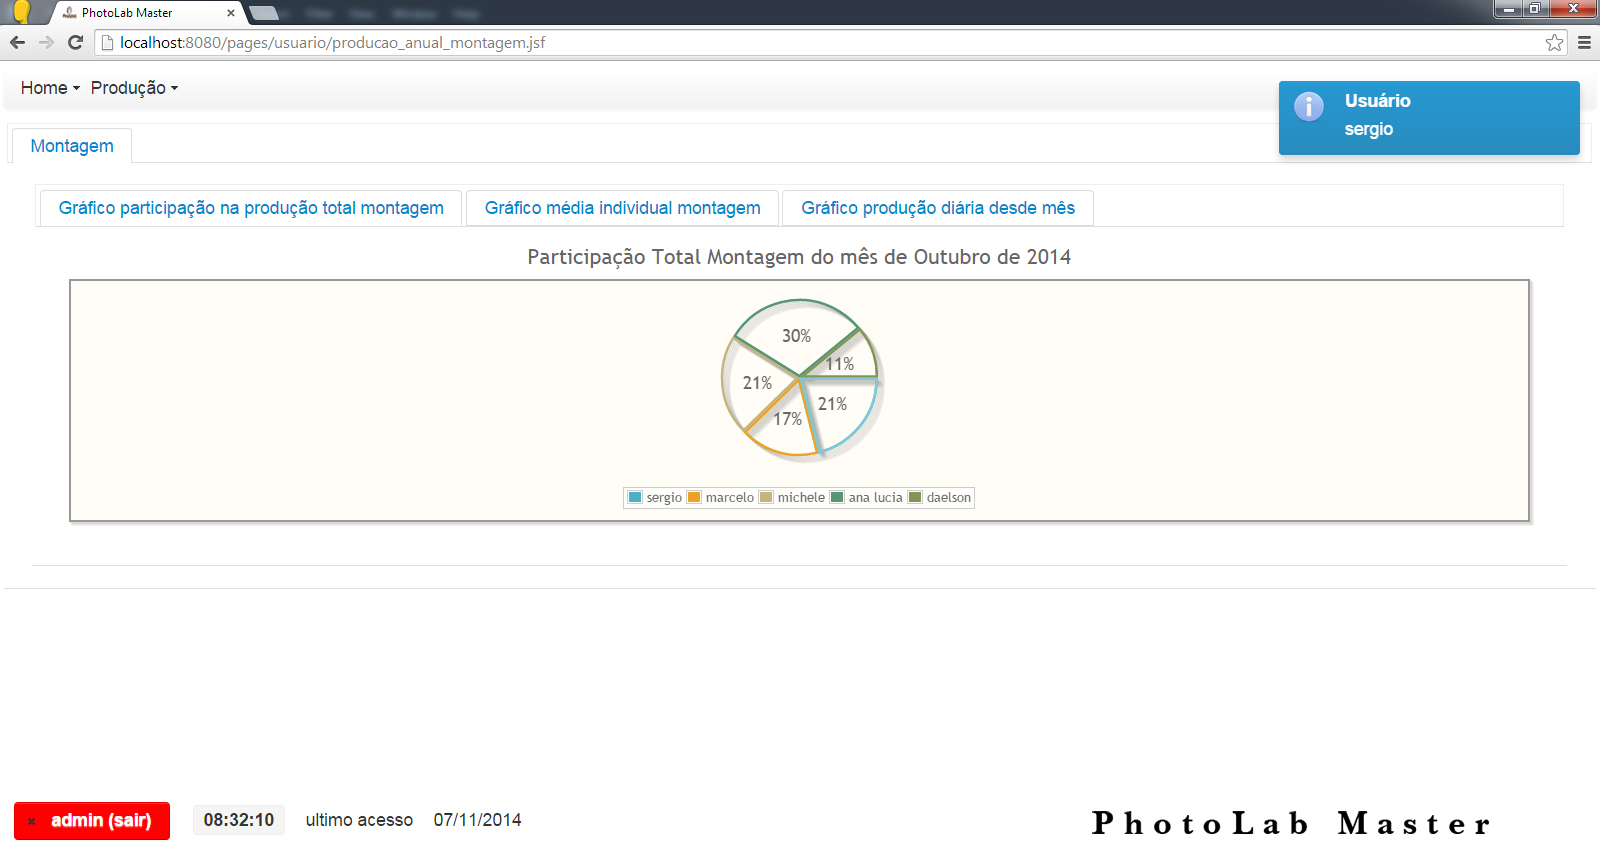 PhotoLab Master
localhost:8080/pages/usuario/producao_anual_montagem.jsf
Home Produção
Usuário
sergio
Montagem
Gráfico participação na produção total montagem Gráfico média individual montagem Gráfico produção diária desde mês
Participação Total Montagem do mês de Outubro de 2014
30%
11%
21%
21%
17%
sergio marcelo michele ana lucia daelson
admin (sair) 08:32:10 ultimo acesso 07/11/2014
PhotoLab Master